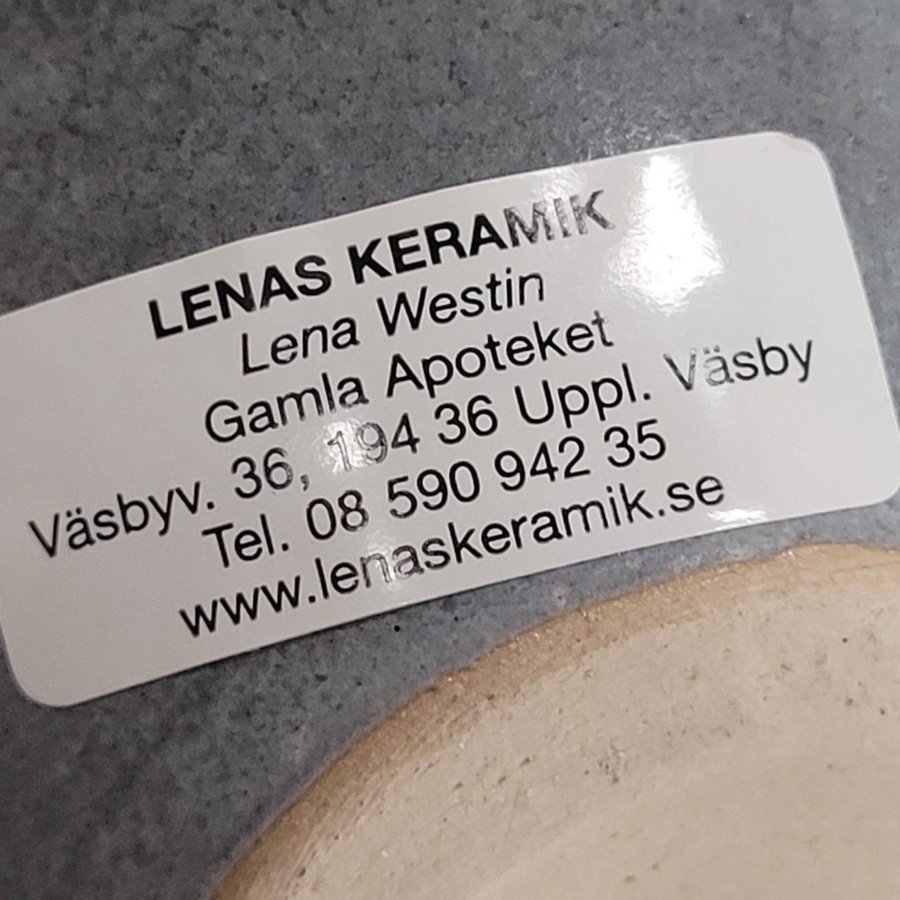 LENAS KERAMIK
Lena Westin
Gamla Apoteket
Väsbyv. 36, 194 36 Uppl. Väsby
Tel. 08 590 942 35
www.lenaskeramik.se